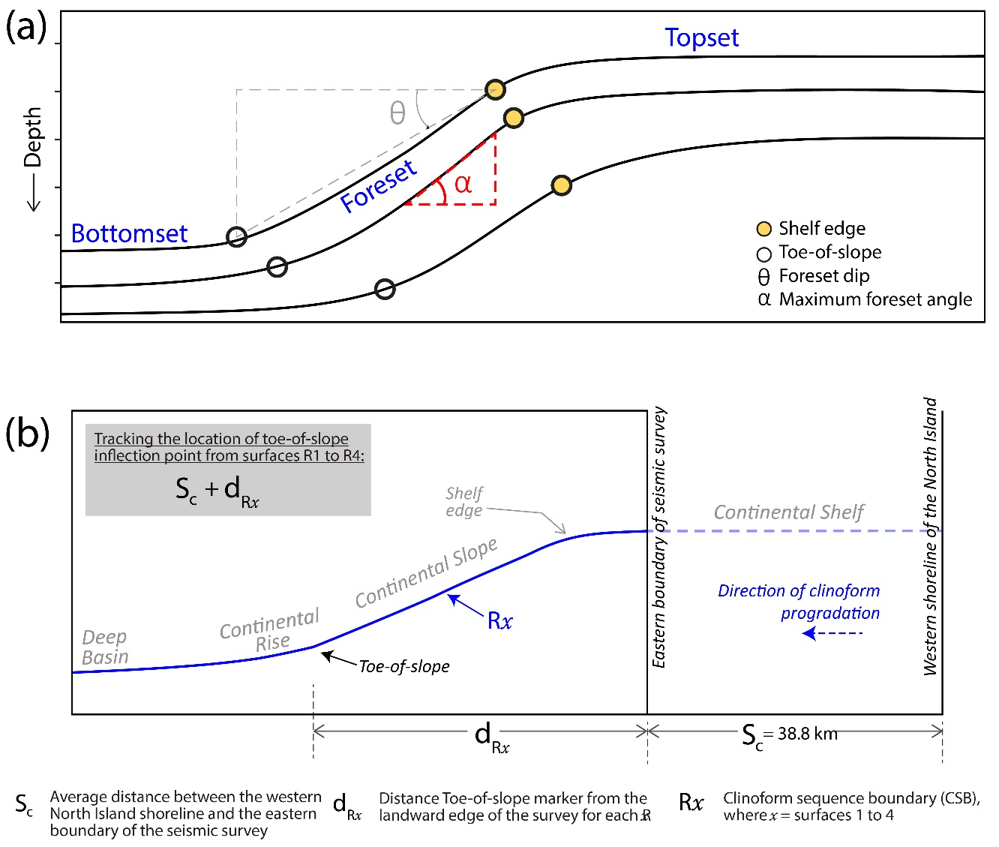 (a)
Topset
θ
Foreset
α
Bottomset
← Depth
Shelf edge
Toe-of-slope
θ Foreset dip
α Maximum foreset angle
(b)
Tracking the location of toe-of-slope
inflection point from surfaces R1 to R4:
Sc + dRx
Shelf
edge
Continental Slope
Continental
Rise
Deep
Basin
Rx
Toe-of-slope
Eastern boundary of seismic survey
Continental Shelf
Direction of clinoform
progradation
Western shoreline of the North Island
dRx
Sc = 38.8 km
Sc Average distance between the western
North Island shoreline and the eastern
boundary of the seismic survey
dRx Distance Toe-of-slope marker from the
landward edge of the survey for each
Rx Clinoform sequence boundary (CSB),
where x = surfaces 1 to 4